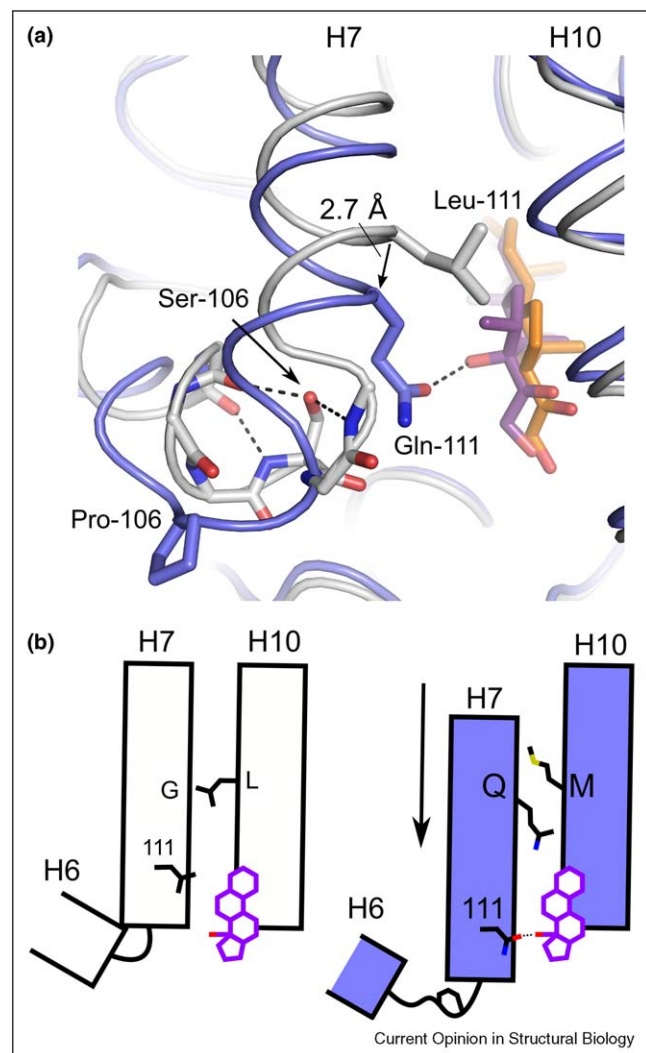 (a)
H7 H10
Leu-111
2.7 Å
Ser-106
Gln-111
Pro-106
(b)
H7 H10
G L
111
H6
H10
H7
Q M
111
H6
Current Opinion in Structural Biology